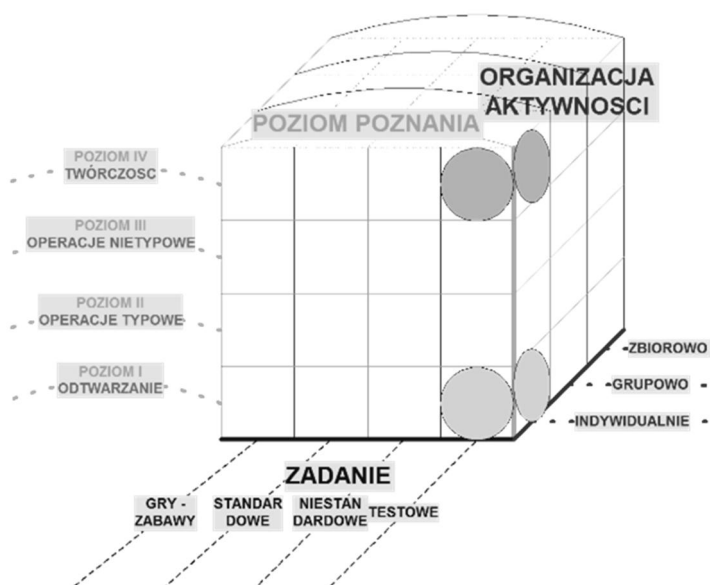 ORGANIZACJA
AKTYWNOSCI
POZIOM POZNANIA
POZIOM IV
TWÓRCZOSC
POZIOM III
OPERACJE NIETYPOWE
POZIOM II
OPERACJE TYPOWE
POZIOM I
ODTWARZANIE
ZBIOROWO
GRUPOWO
INDYWIDUALNIE
ZADANIE
GRY -
ZABAWY
STANDAR
DOWE
NIESTAN
DARDOWE
TESTOWE